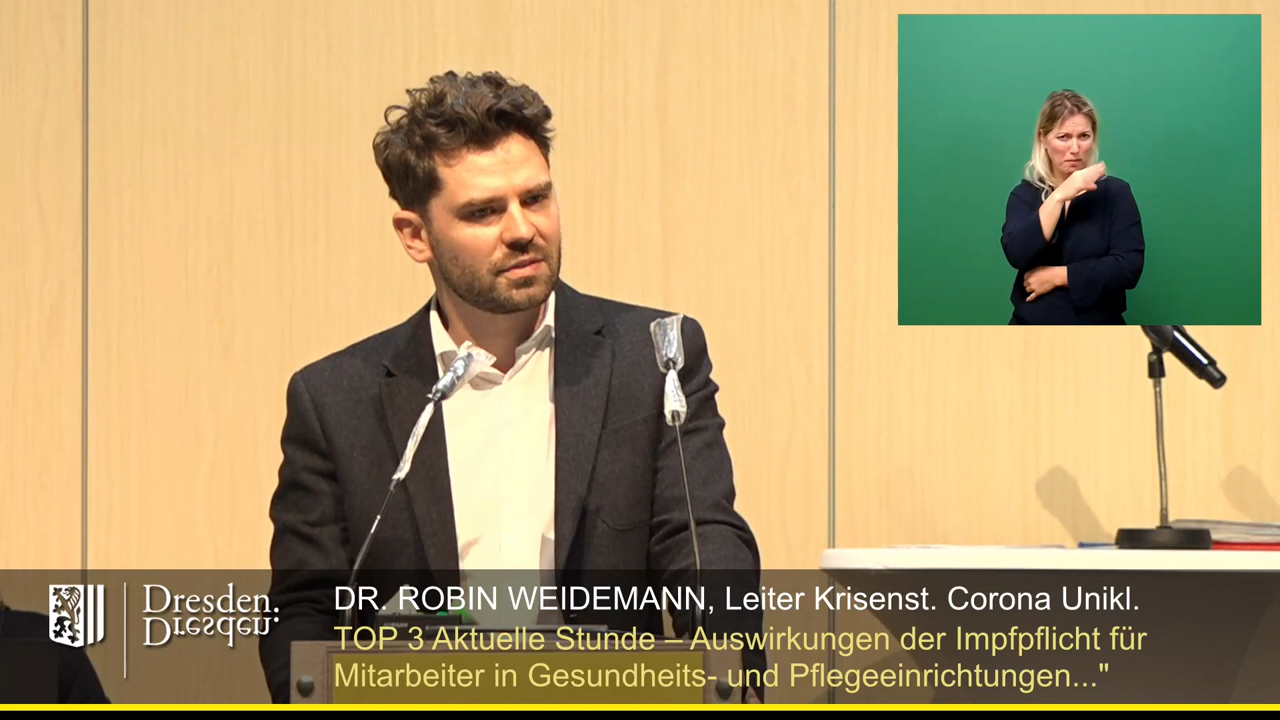 Dresden.
Dresden.
DR. ROBIN WEIDEMANN, Leiter Krisenst. Corona Unikl.
TOP 3 Aktuelle Stunde – Auswirkungen der Impfpflicht für
Mitarbeiter in Gesundheits- und Pflegeeinrichtungen..."